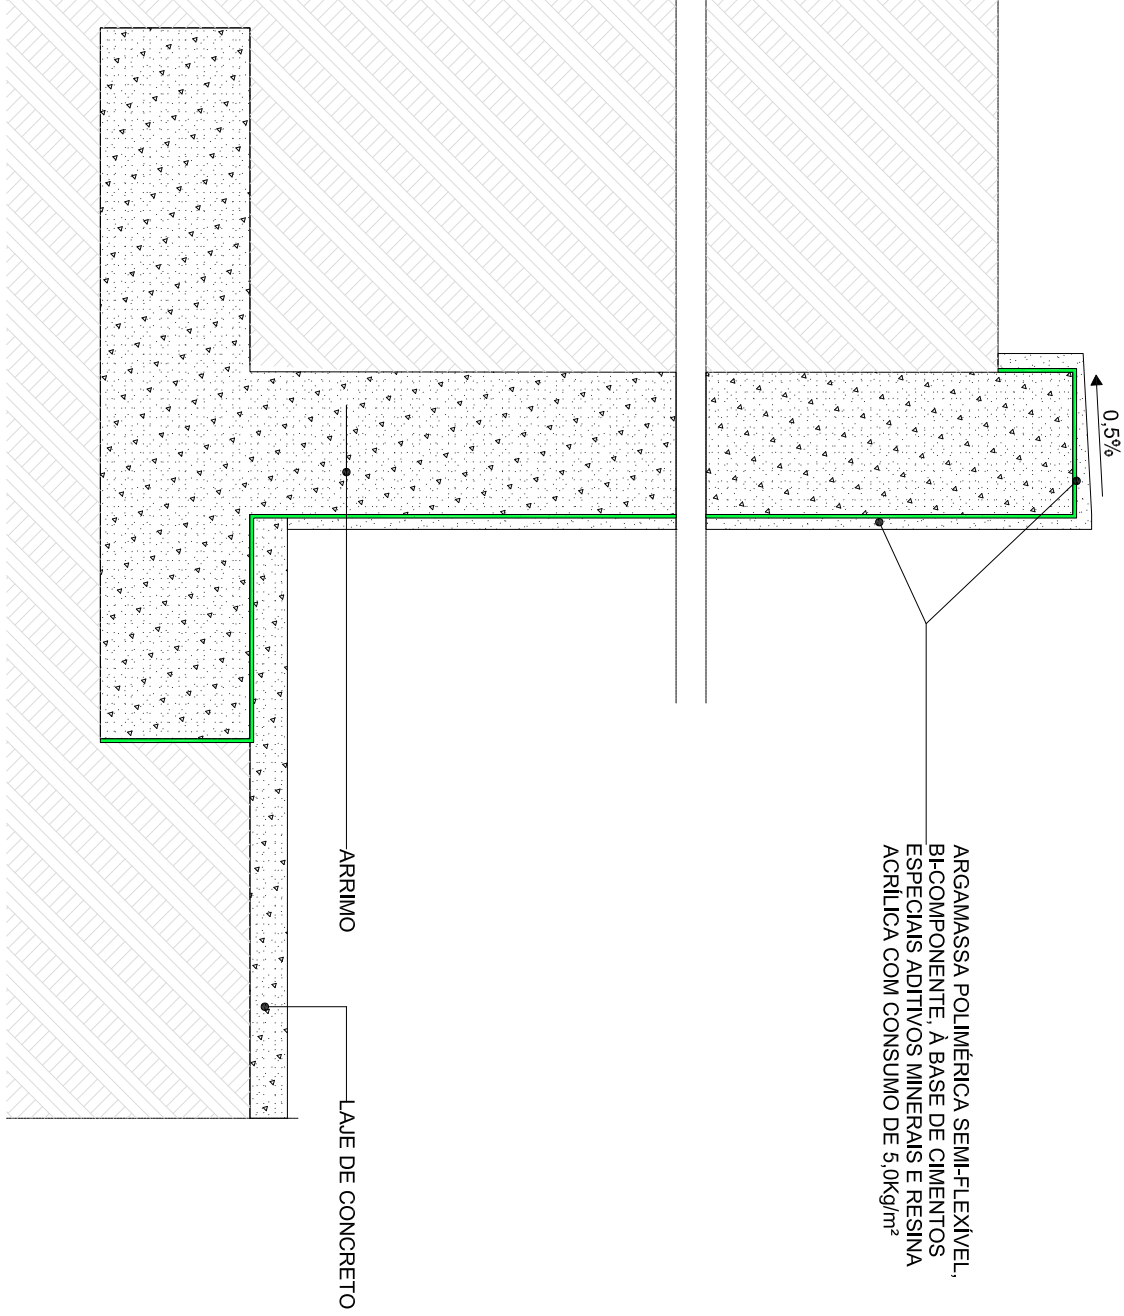 0,5%
ARGAMASSA POLIMÉRICA SEMI-FLEXÍVEL,
BI-COMPONENTE, À BASE DE CIMENTOS
ESPECIAIS ADITIVOS MINERAIS E RESINA
ACRÍLICA COM CONSUMO DE 5,0Kg/m²
ARRIMO
LAJE DE CONCRETO